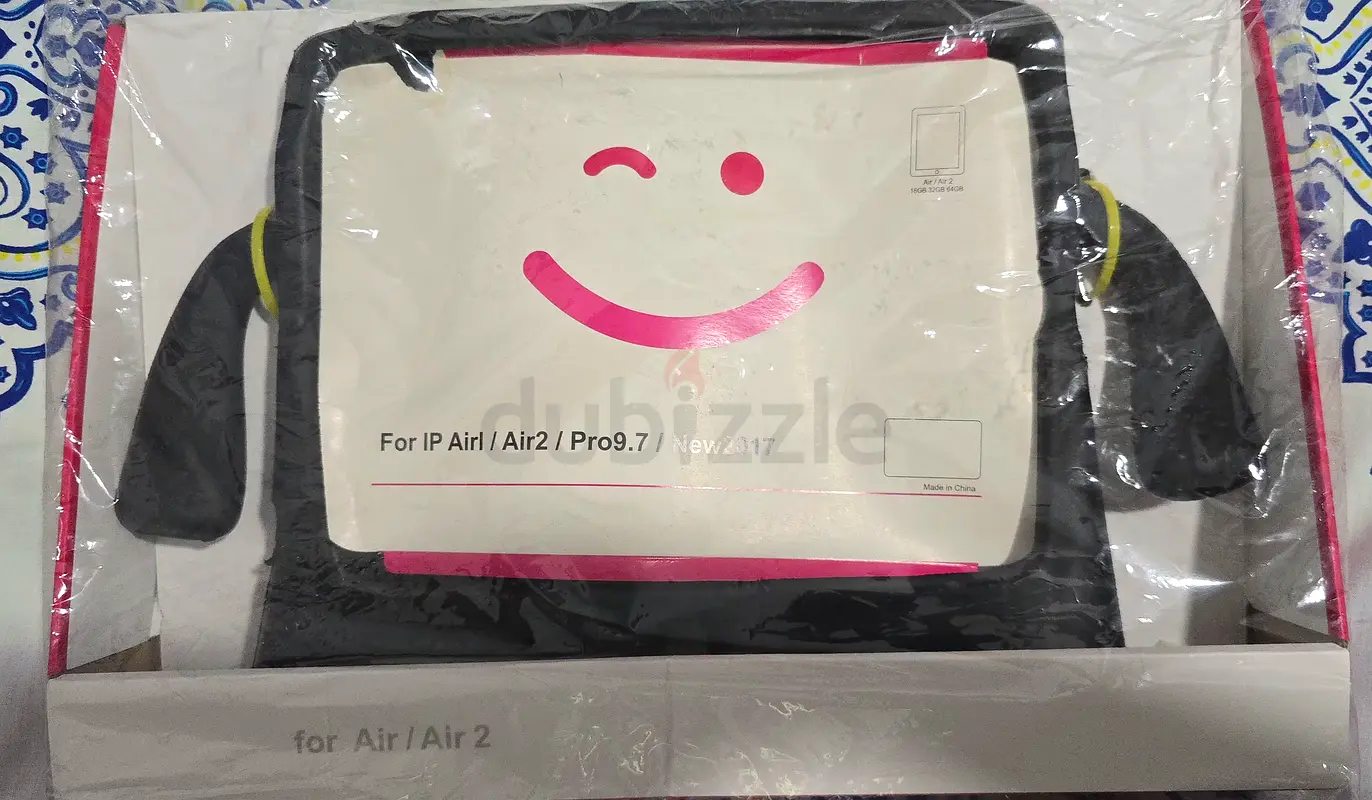 Air / Air 2
16GB 32GB 64GB
dubizzle
For IP AirI / Air2 / Pro9.7 / New2017
Made in China
for Air / Air 2